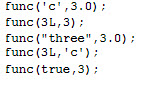 func('c',3.0);
func(3L,3);
func("three",3.0);
func(3L,'c');
func(true,3);